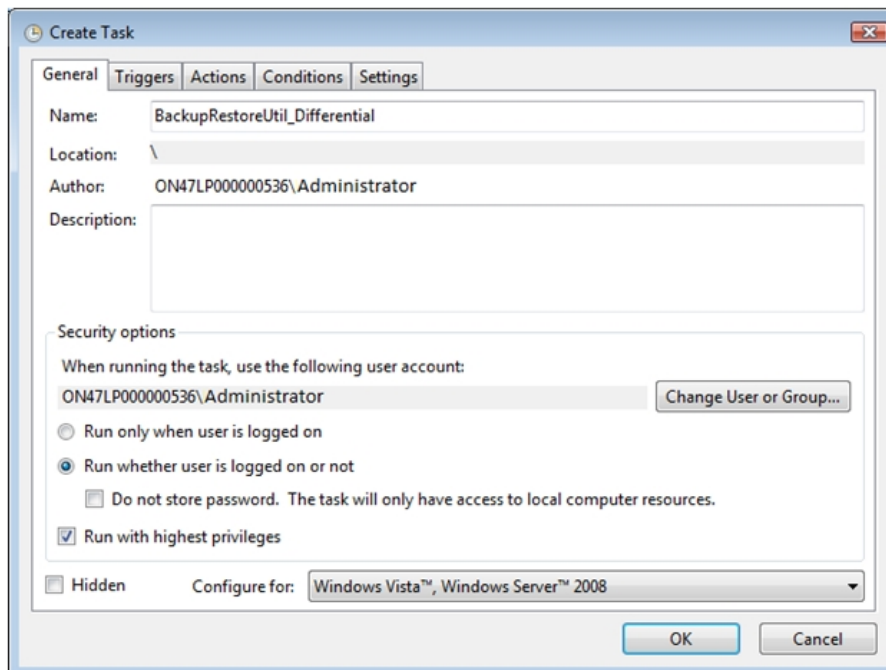 Create Task
General Triggers Actions Conditions Settings
Name: BackupRestoreUtil_Differential
Location: \
Author: ON47LP000000536\Administrator
Description:
Security options
When running the task, use the following user account:
ON47LP000000536\Administrator Change User or Group...
Run only when user is logged on
Run whether user is logged on or not
Do not store password. The task will only have access to local computer resources.
Run with highest privileges
Hidden Configure for: Windows Vista™, Windows Server™ 2008
OK Cancel